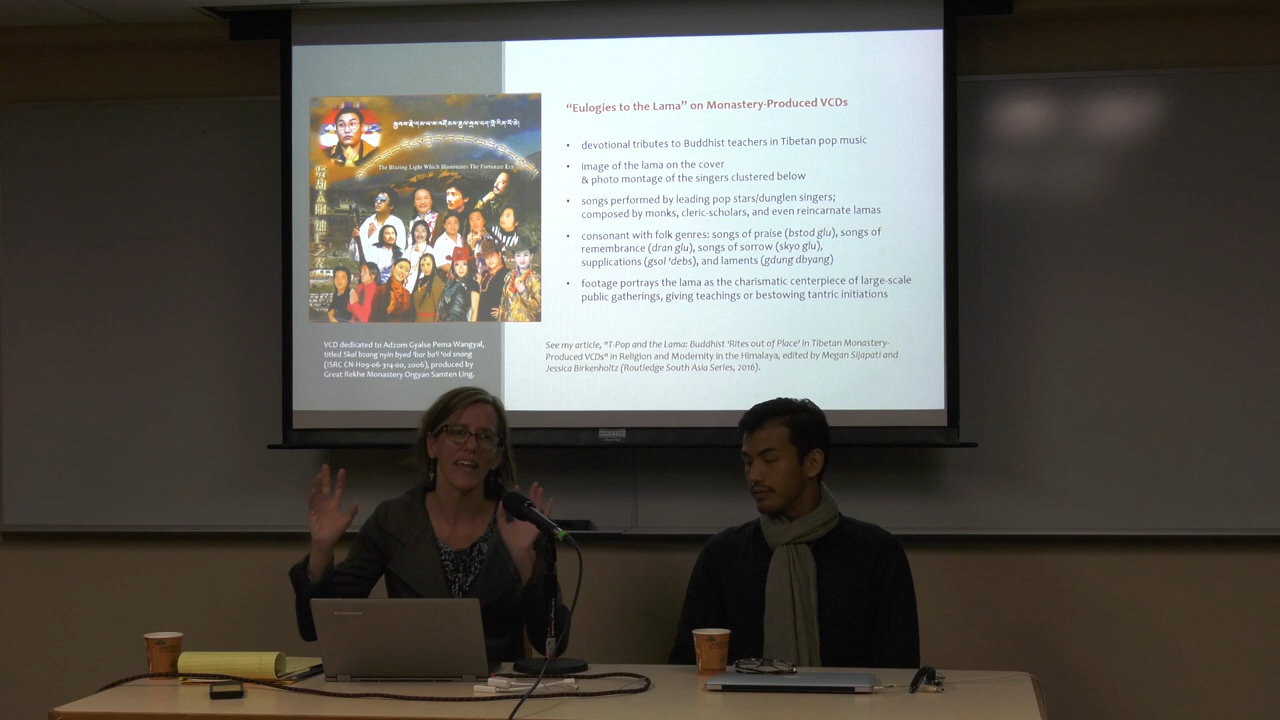 "Eulogies to the Lama" on Monastery-Produced VCDs
• devotional tributes to Buddhist teachers in Tibetan pop music
• image of the lama on the cover
& photo montage of the singers clustered below
• songs performed by leading pop stars/dunglen singers;
composed by monks, cleric-scholars, and even reincarnate lamas
• consonant with folk genres: songs of praise (bstod glu), songs of
remembrance (dran glu), songs of sorrow (skyo glu),
supplications (gsol 'debs), and laments (gdung dbyang)
• footage portrays the lama as the charismatic centerpiece of large-scale
public gatherings, giving teachings or bestowing tantric initiations
The Blazing Light Which Illuminates The Fortunate Era
VCD dedicated to Adzom Gyalse Pema Wangyal,
titled Skal bzang nyin byed 'bar ba'i 'od snang
(ISRC CN-H09-06-314-00, 2006), produced by
Great Rekhe Monastery Orgyan Samten Ling.
See my article, "T-Pop and the Lama: Buddhist 'Rites out of Place' in Tibetan Monastery-
Produced VCDs" in Religion and Modernity in the Himalaya, edited by Megan Sijapati and
Jessica Birkenholtz (Routledge South Asia Series, 2016).